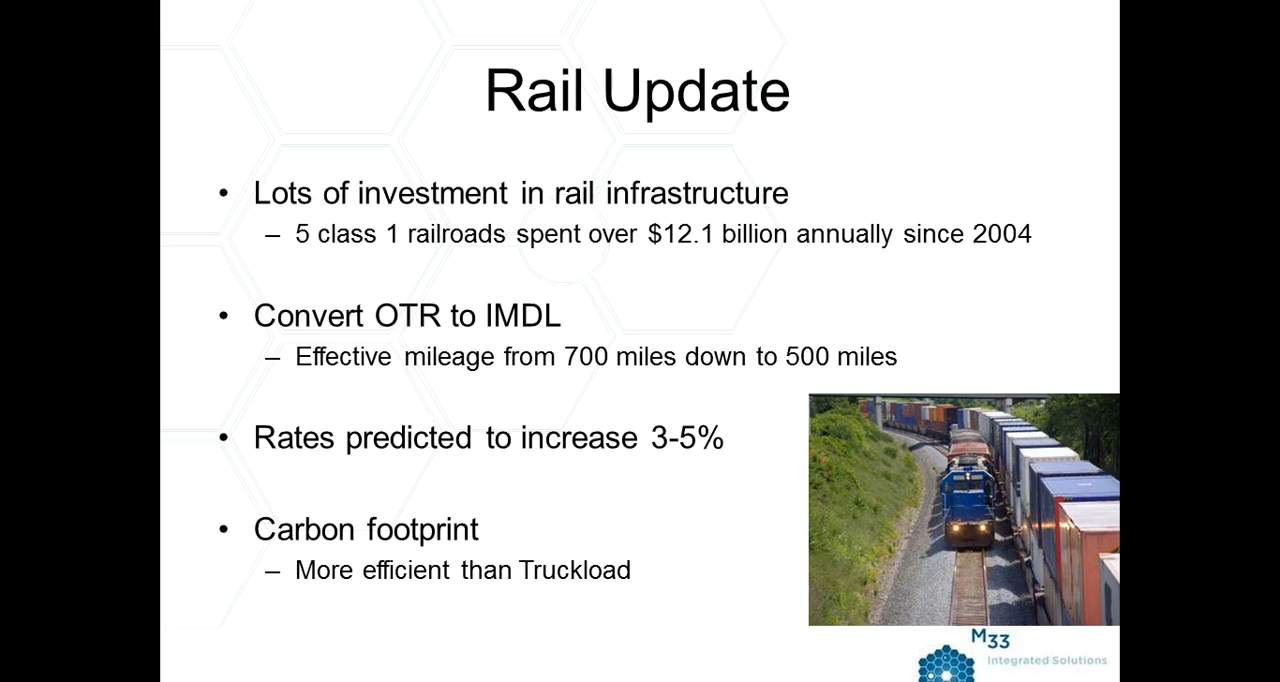 Rail Update
• Lots of investment in rail infrastructure
– 5 class 1 railroads spent over $12.1 billion annually since 2004
• Convert OTR to IMDL
– Effective mileage from 700 miles down to 500 miles
• Rates predicted to increase 3-5%
• Carbon footprint
– More efficient than Truckload
M33
Integrated Solutions